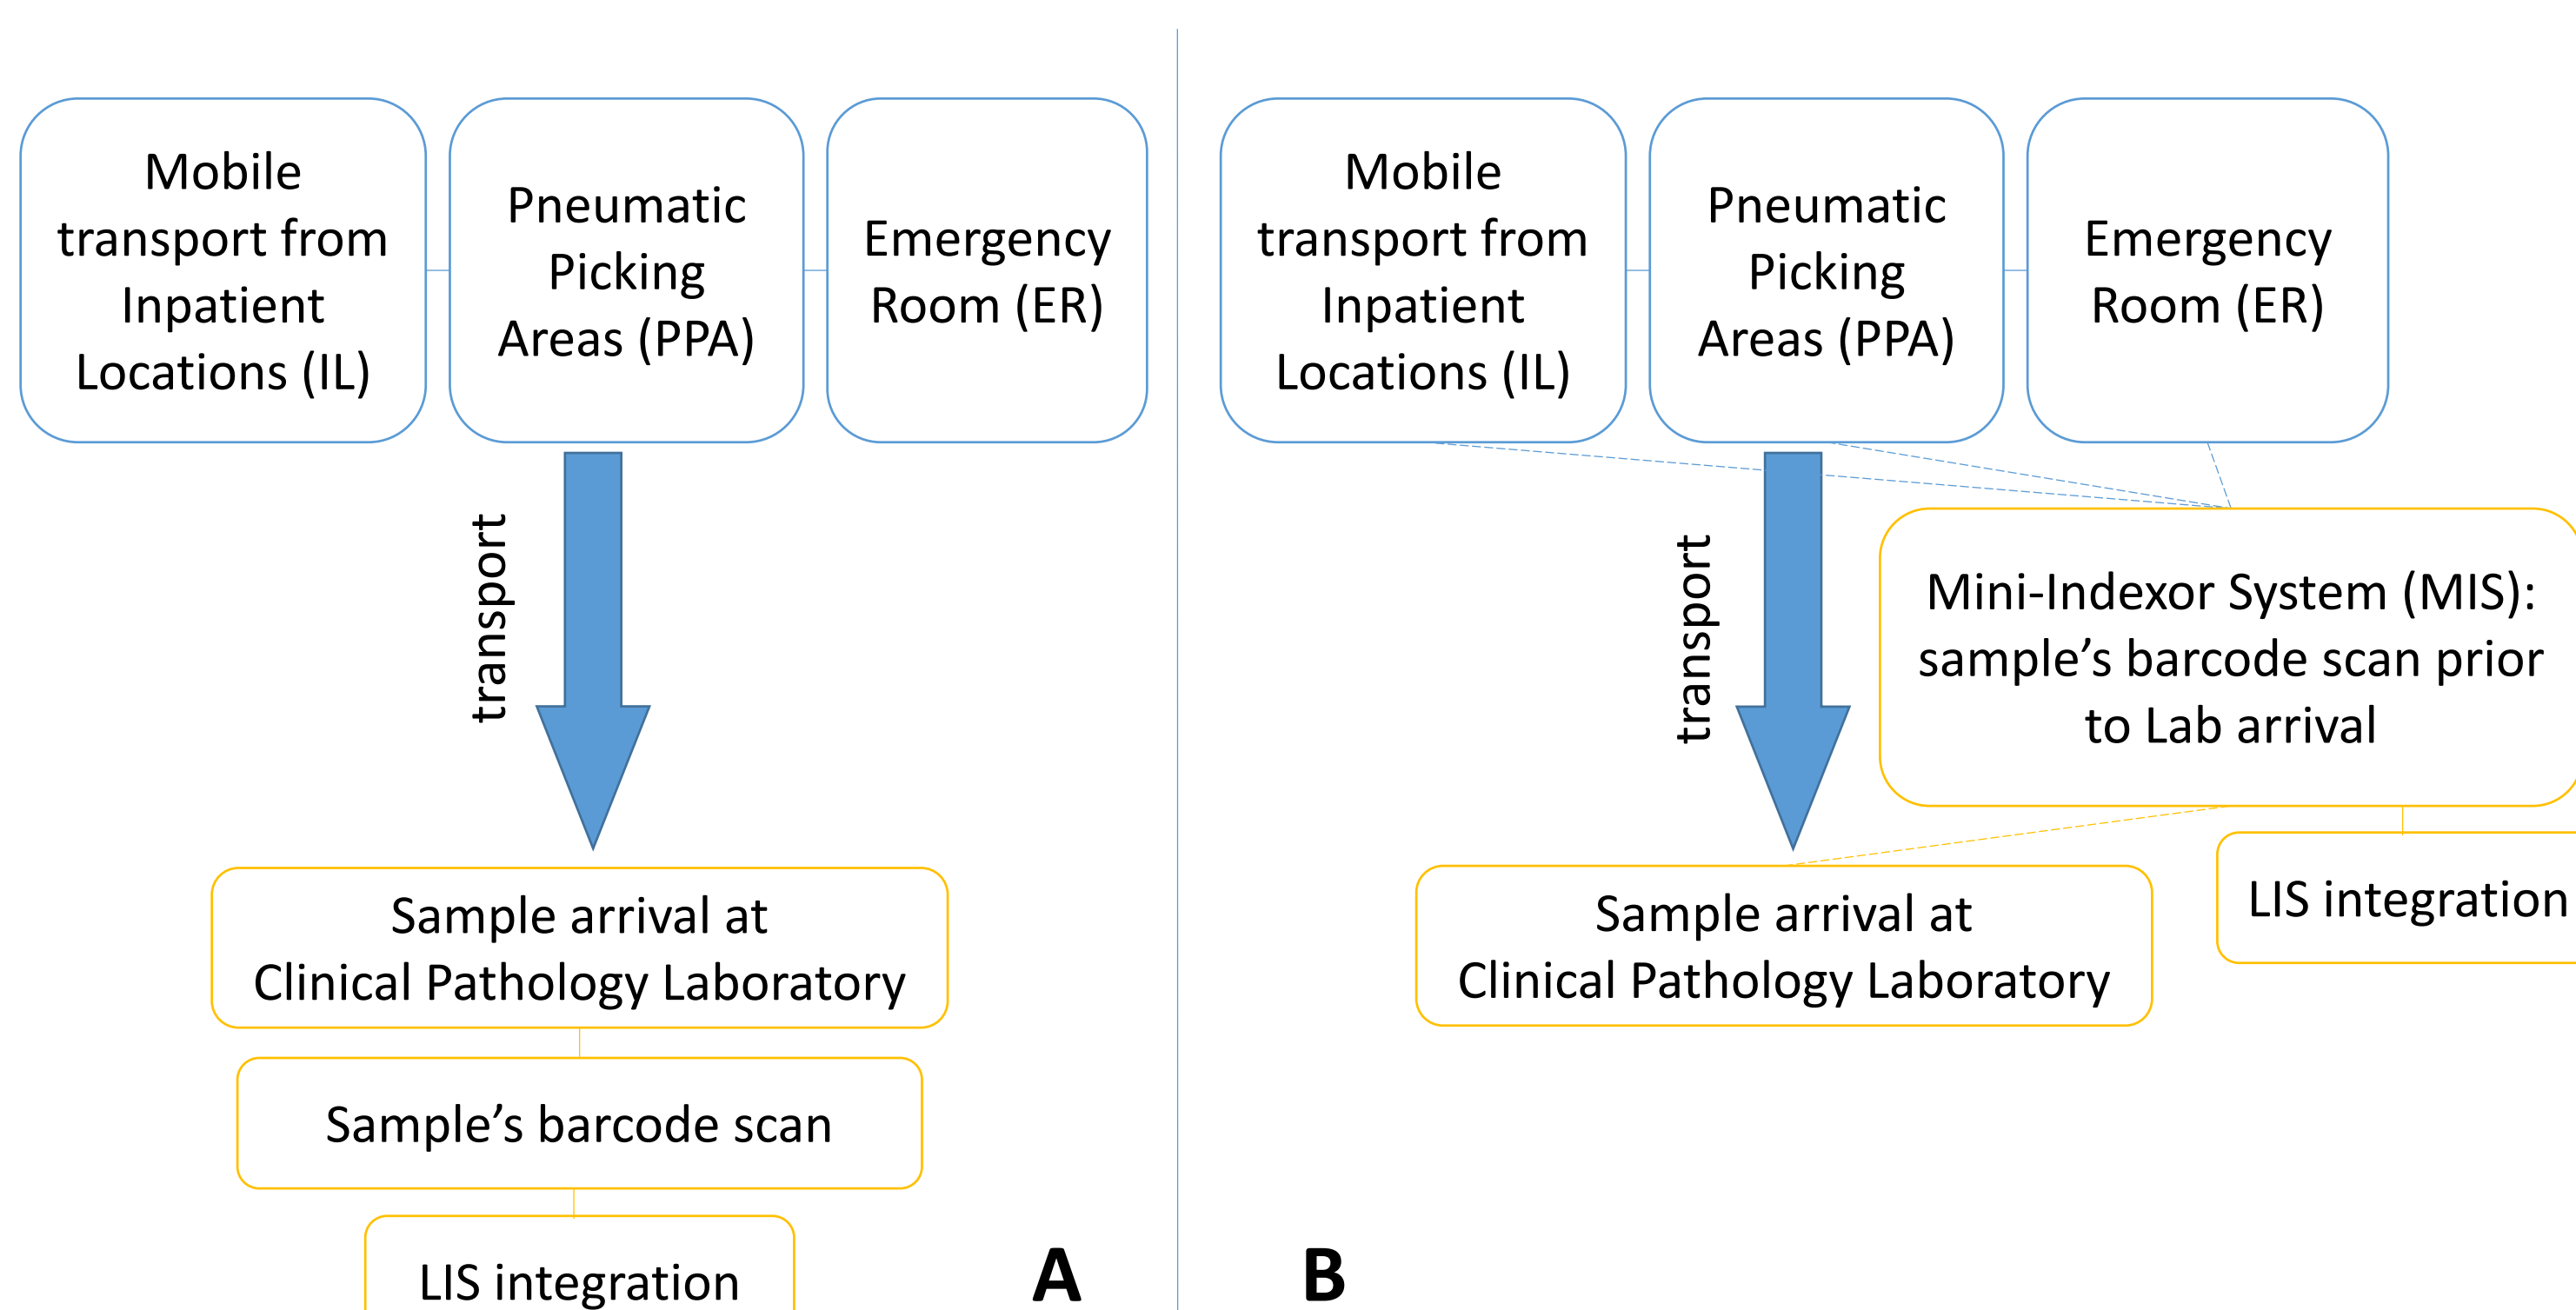 Mobile
transport from
Inpatient
Locations (IL)
Pneumatic
Picking
Areas (PPA)
Emergency
Room (ER)
transport
Sample arrival at
Clinical Pathology Laboratory
Sample’s barcode scan
LIS integration
A
Mobile
transport from
Inpatient
Locations (IL)
Pneumatic
Picking
Areas (PPA)
Emergency
Room (ER)
transport
Mini-Indexor System (MIS):
sample’s barcode scan prior
to Lab arrival
LIS integration
Sample arrival at
Clinical Pathology Laboratory
B